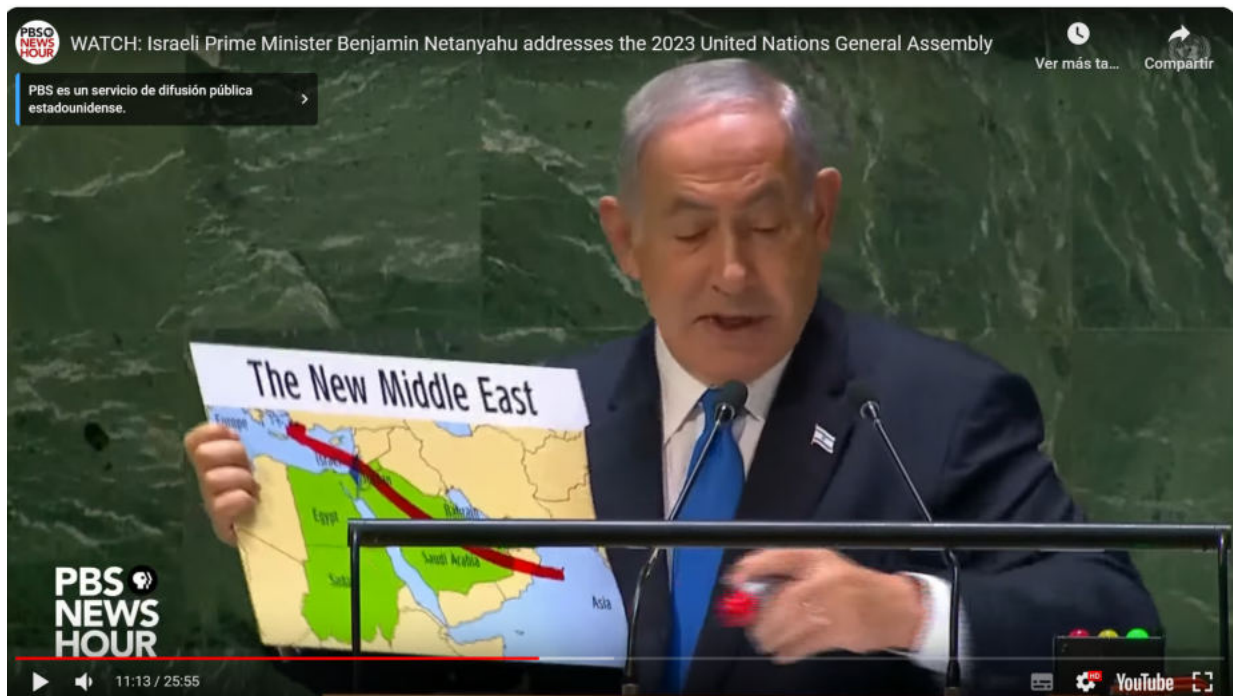 PBS
NEWS
HOUR
WATCH: Israeli Prime Minister Benjamin Netanyahu addresses the 2023 United Nations General Assembly
Ver más ta...
Compartir
PBS es un servicio de difusión pública
estadounidense.
The New Middle East
Europe
Israel
Egypt
Bahrain
Saudi Arabia
Asia
PBS
NEWS
HOUR
11:13 / 25:55
HD
YouTube